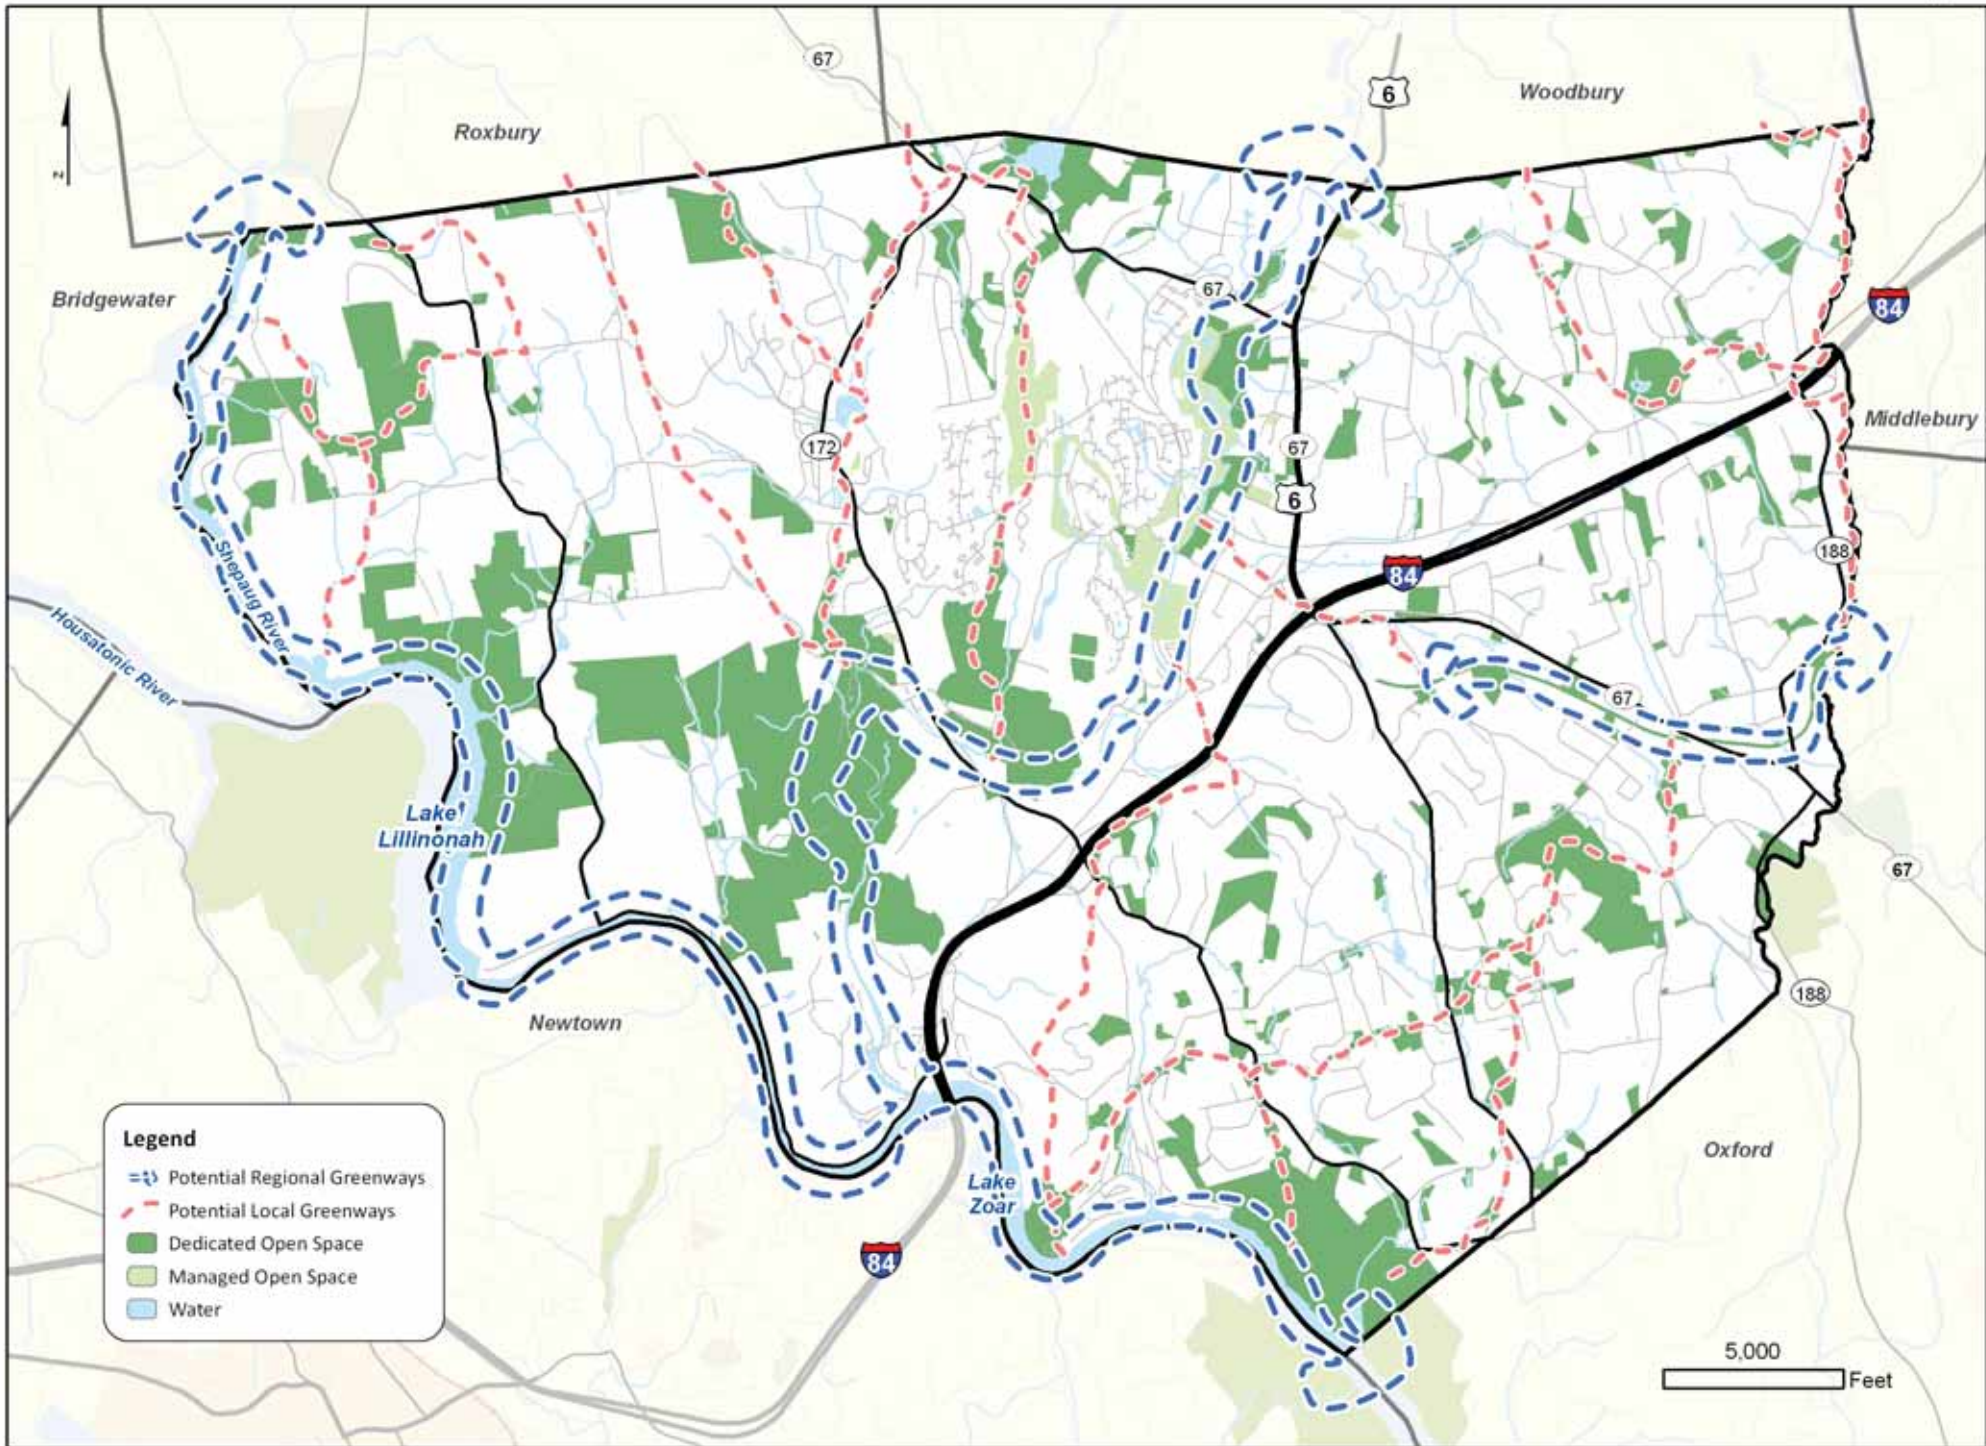 67
6
Woodbury
Roxbury
N
84
Bridgewater
67
Middlebury
172
67
6
188
84
Shepaug River
Housatonic River
67
Lake
Lillinonah
67
188
Newtown
Legend
Potential Regional Greenways
Potential Local Greenways
Dedicated Open Space
Managed Open Space
Water
Oxford
Lake
Zoar
84
5,000
Feet